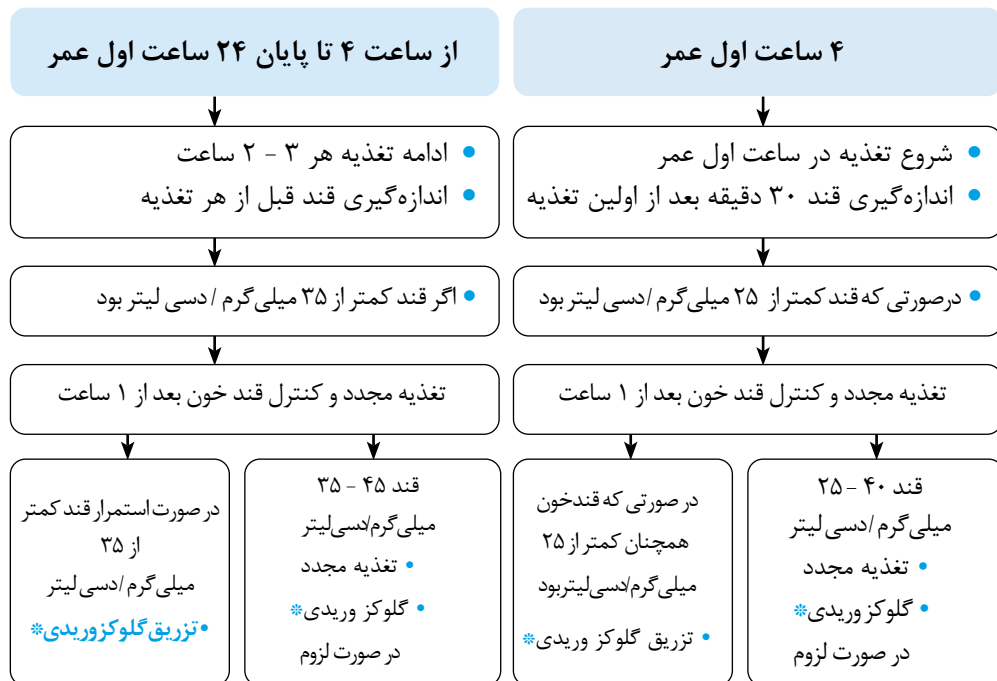 ۴ ساعت اول عمر
• شروع تغذیه در ساعت اول عمر
• اندازه‌گیری قند ۳۰ دقیقه بعد از اولین تغذیه
• درصورتی که قند کمتر از ۲۵ میلی‌گرم / دسی لیتر بود
تغذیه مجدد و کنترل قند خون بعد از ۱ ساعت
قند ۴۰ - ۲۵
میلی‌گرم / دسی لیتر
• تغذیه مجدد
• گلوکز وریدی*
در صورت لزوم
در صورتی که قندخون
همچنان کمتر از ۲۵
میلی‌گرم/دسی‌لیتر بود
• تزریق گلوکز وریدی*
از ساعت ۴ تا پایان ۲۴ ساعت اول عمر
• ادامه تغذیه هر ۳ - ۲ ساعت
• اندازه‌گیری قند قبل از هر تغذیه
• اگر قند کمتر از ۳۵ میلی‌گرم / دسی لیتر بود
تغذیه مجدد و کنترل قند خون بعد از ۱ ساعت
قند ۴۵ - ۳۵
میلی‌گرم/دسی‌لیتر
• تغذیه مجدد
• گلوکز وریدی*
در صورت لزوم
در صورت استمرار قند کمتر
از ۳۵
میلی‌گرم / دسی لیتر
• تزریق گلوکز وریدی*